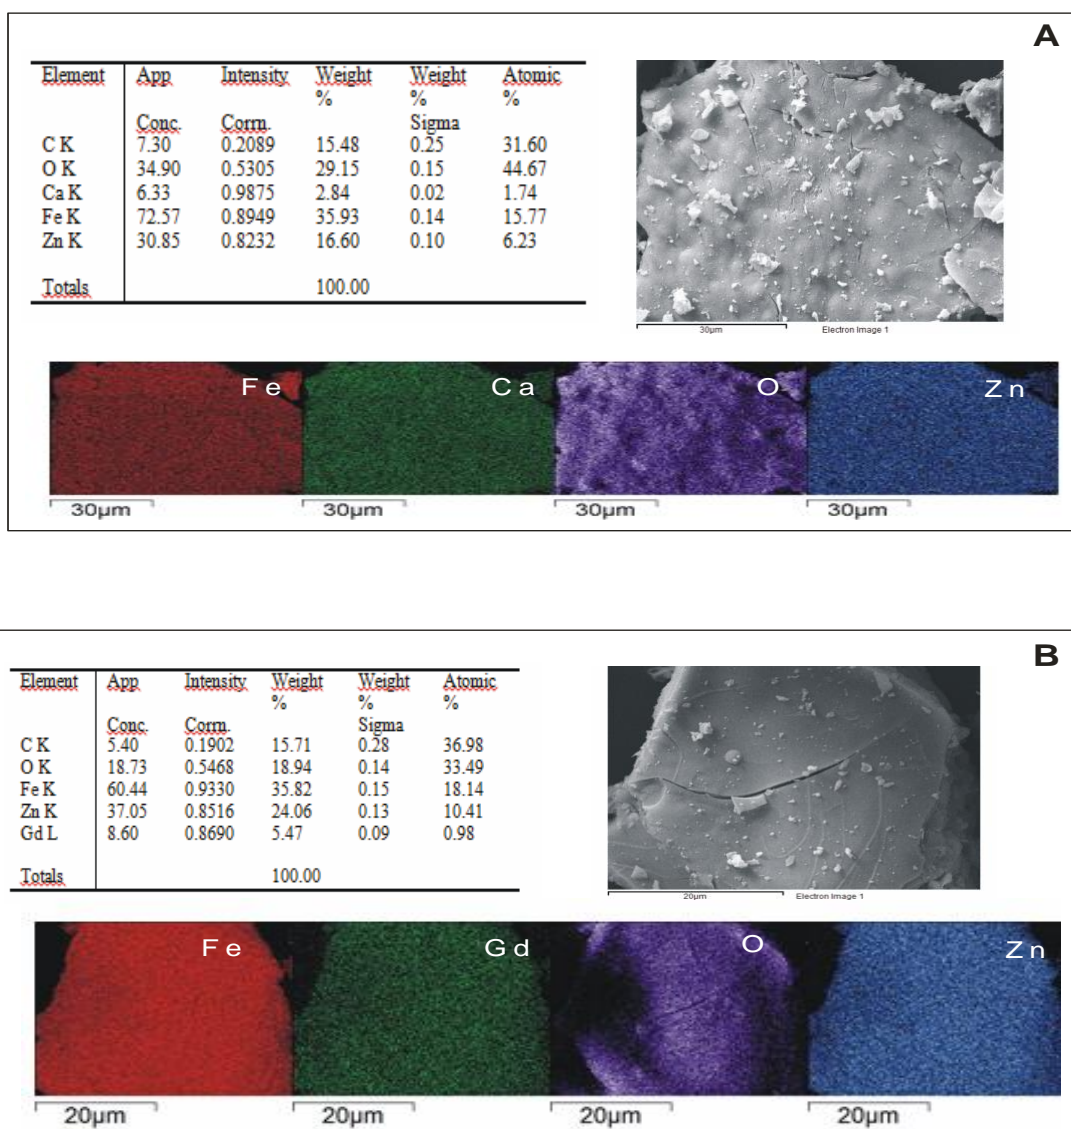 A
Element App Intensity Weight Weight Atomic
% % %
Conc. Corrn. Sigma
C K 7.30 0.2089 15.48 0.25 31.60
O K 34.90 0.5305 29.15 0.15 44.67
Ca K 6.33 0.9875 2.84 0.02 1.74
Fe K 72.57 0.8949 35.93 0.14 15.77
Zn K 30.85 0.8232 16.60 0.10 6.23
Totals 100.00
30µm Electron Image 1
Fe Ca O Zn
30µm 30µm 30µm 30µm
B
Element App Intensity Weight Weight Atomic
% % %
Conc. Corrn. Sigma
C K 5.40 0.1902 15.71 0.28 36.98
O K 18.73 0.5468 18.94 0.14 33.49
Fe K 60.44 0.9330 35.82 0.15 18.14
Zn K 37.05 0.8516 24.06 0.13 10.41
Gd L 8.60 0.8690 5.47 0.09 0.98
Totals 100.00
20µm Electron Image 1
Fe Gd O Zn
20µm 20µm 20µm 20µm